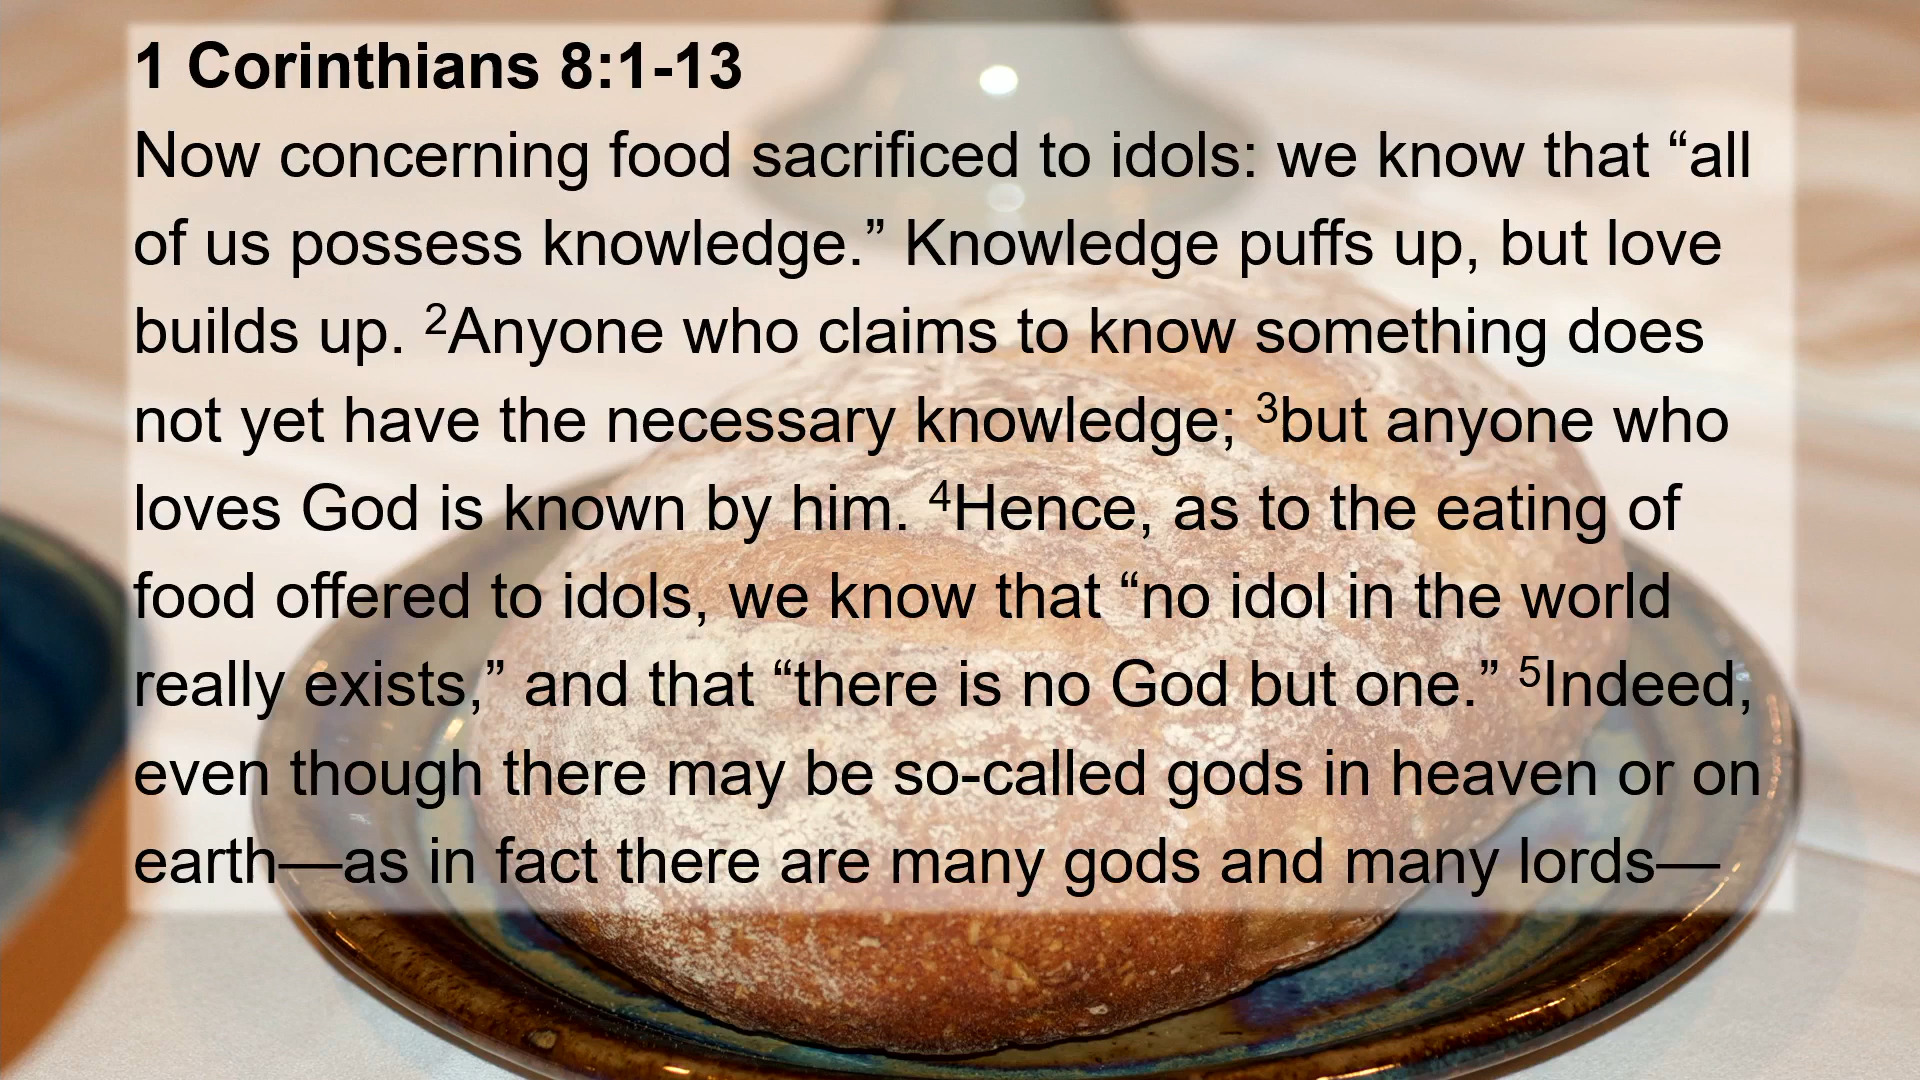 1 Corinthians 8:1-13
Now concerning food sacrificed to idols: we know that “all
of us possess knowledge.” Knowledge puffs up, but love
builds up. ²Anyone who claims to know something does
not yet have the necessary knowledge; ³but anyone who
loves God is known by him. ⁴Hence, as to the eating of
food offered to idols, we know that “no idol in the world
really exists,” and that “there is no God but one.” ⁵Indeed,
even though there may be so-called gods in heaven or on
earth—as in fact there are many gods and many lords—